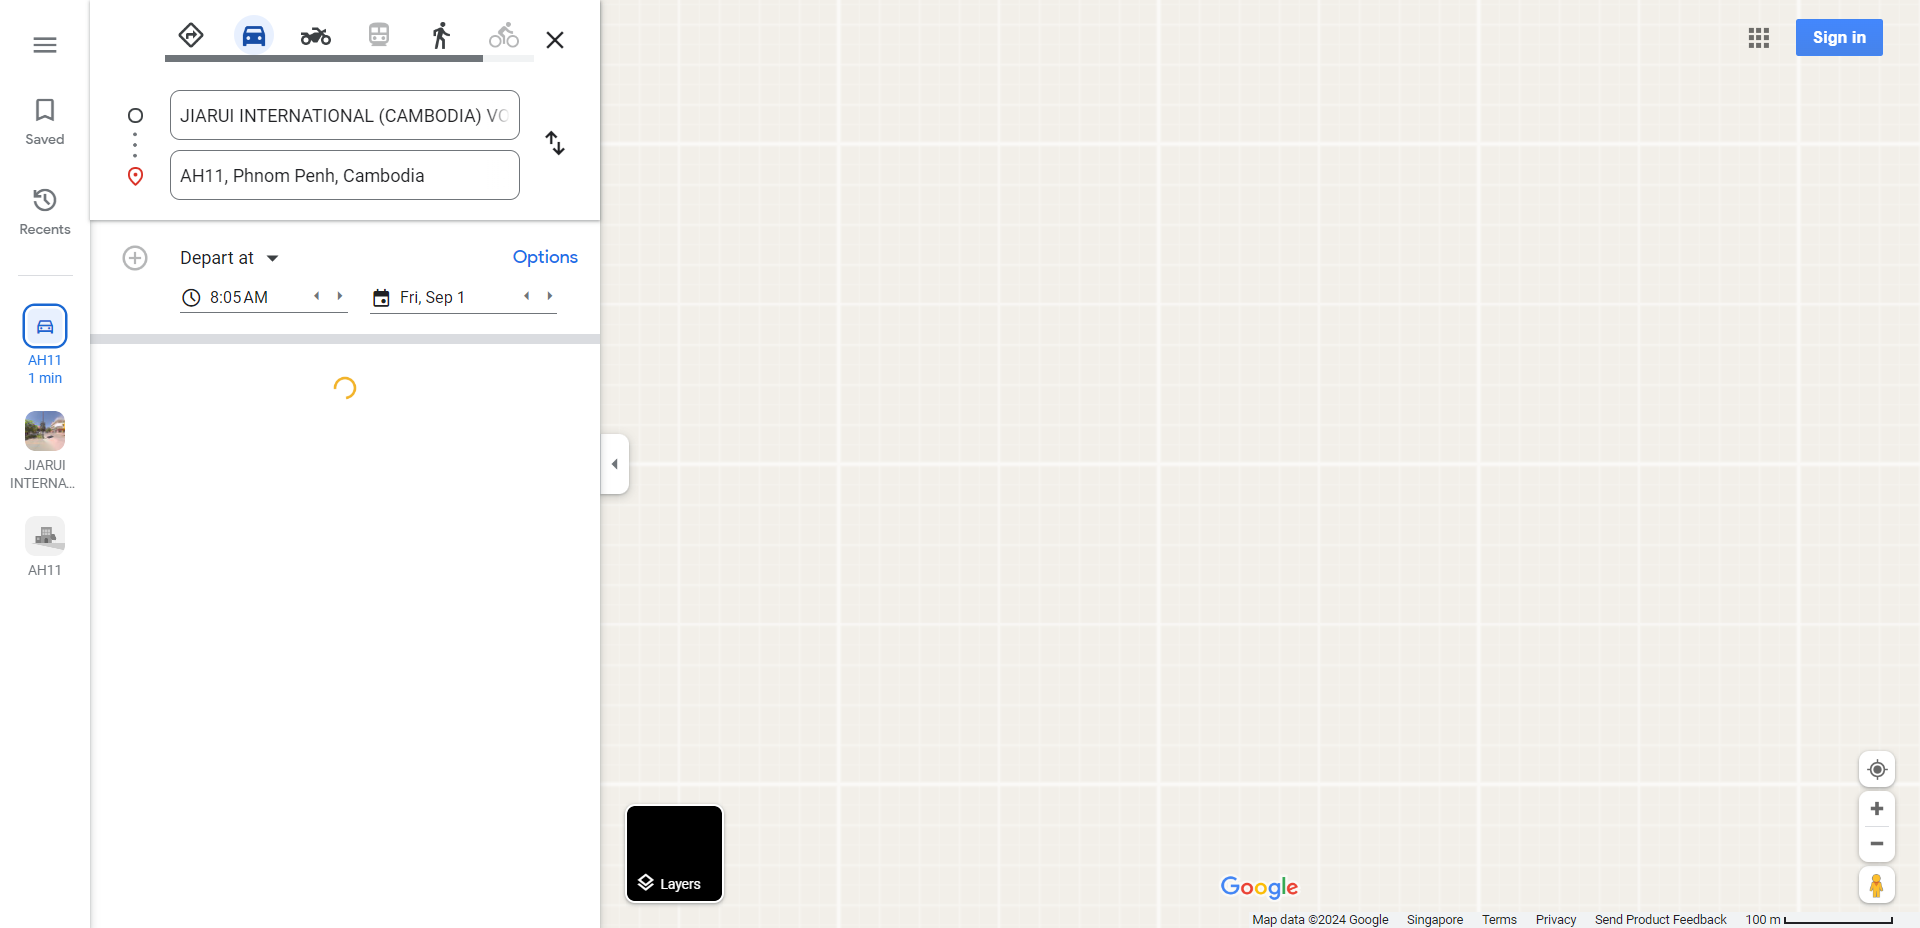 Saved
Recents
AH11
1 min
JIARUI
INTERNA...
AH11
JIARUI INTERNATIONAL (CAMBODIA) VO
AH11, Phnom Penh, Cambodia
Depart at
Options
8:05 AM
Fri, Sep 1
Sign in
Layers
Google
Map data ©2024 Google
Singapore
Terms
Privacy
Send Product Feedback
100 m